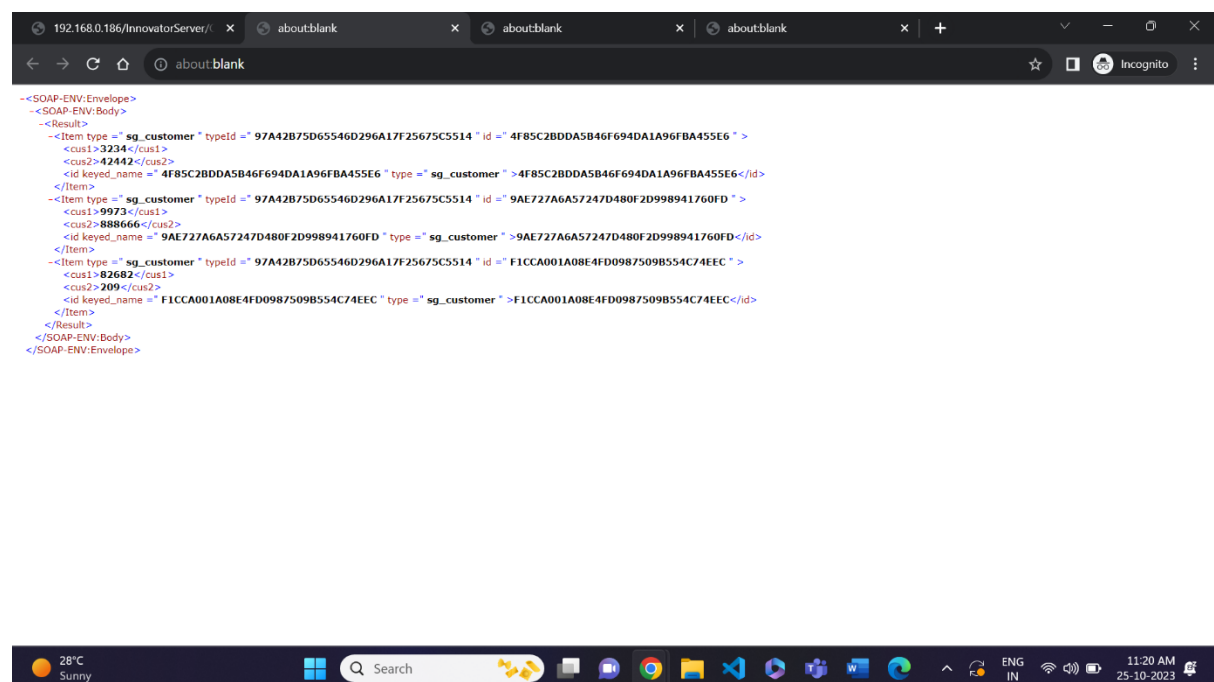 192.168.0.186/InnovatorServer/
about:blank
about:blank
about:blank
about:blank
Incognito
-<SOAP-ENV:Envelope>
-<SOAP-ENV:Body>
-<Result>
-<Item type =" sg_customer " typeId =" 97A42B75D65546D296A17F25675C5514 " id =" 4F85C2BDDA5B46F694DA1A96FBA455E6 " >
<cus1>3234</cus1>
<cus2>42442</cus2>
<id keyed_name =" 4F85C2BDDA5B46F694DA1A96FBA455E6 " type =" sg_customer " >4F85C2BDDA5B46F694DA1A96FBA455E6</id>
</Item>
-<Item type =" sg_customer " typeId =" 97A42B75D65546D296A17F25675C5514 " id =" 9AE727A6A57247D480F2D998941760FD " >
<cus1>9973</cus1>
<cus2>888666</cus2>
<id keyed_name =" 9AE727A6A57247D480F2D998941760FD " type =" sg_customer " >9AE727A6A57247D480F2D998941760FD</id>
</Item>
-<Item type =" sg_customer " typeId =" 97A42B75D65546D296A17F25675C5514 " id =" F1CCA001A08E4FD0987509B554C74EEC " >
<cus1>82682</cus1>
<cus2>209</cus2>
<id keyed_name =" F1CCA001A08E4FD0987509B554C74EEC " type =" sg_customer " >F1CCA001A08E4FD0987509B554C74EEC</id>
</Item>
</Result>
</SOAP-ENV:Body>
</SOAP-ENV:Envelope>
28°C
Sunny
Search
ENG
IN
11:20 AM
25-10-2023